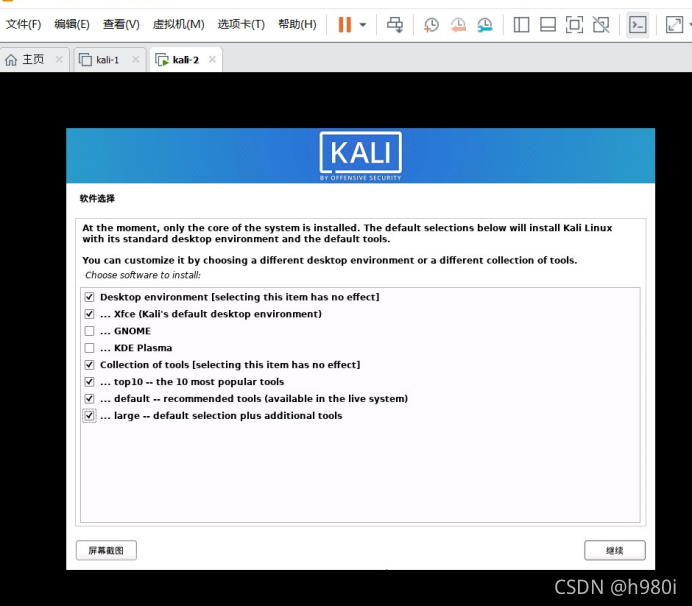 文件(F) 编辑(E) 查看(V) 虚拟机(M) 选项卡(T) 帮助(H)
主页 kali-1 kali-2
KALI
BY OFFENSIVE SECURITY
软件选择
At the moment, only the core of the system is installed. The default selections below will install Kali Linux
with its standard desktop environment and the default tools.
You can customize it by choosing a different desktop environment or a different collection of tools.
Choose software to install:
Desktop environment [selecting this item has no effect]
... Xfce (Kali's default desktop environment)
... GNOME
... KDE Plasma
Collection of tools [selecting this item has no effect]
... top10 -- the 10 most popular tools
... default -- recommended tools (available in the live system)
... large -- default selection plus additional tools
屏幕截图 继续
CSDN @h980i